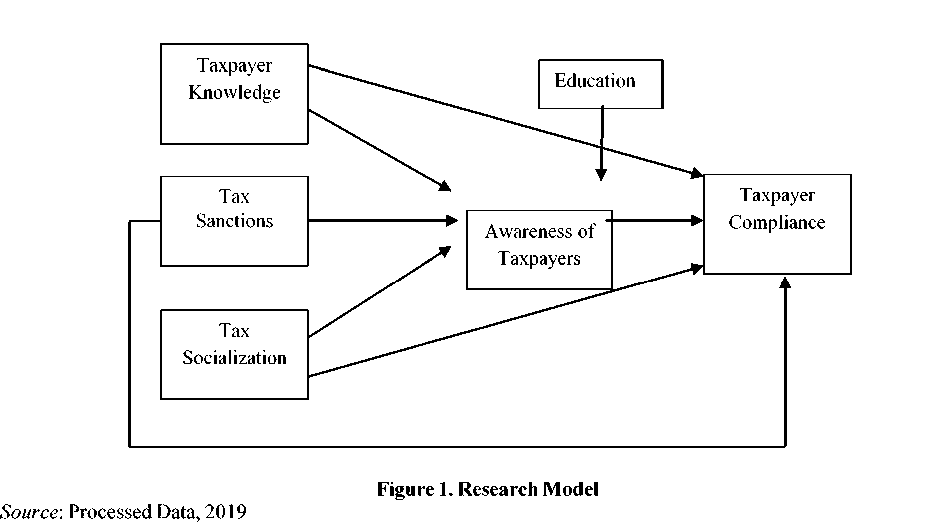 Taxpayer
Knowledge
Education
Tax
Sanctions
Taxpayer
Compliance
Awareness of
Taxpayers
Tax
Socialization
Figure 1. Research Model
Source: Processed Data, 2019